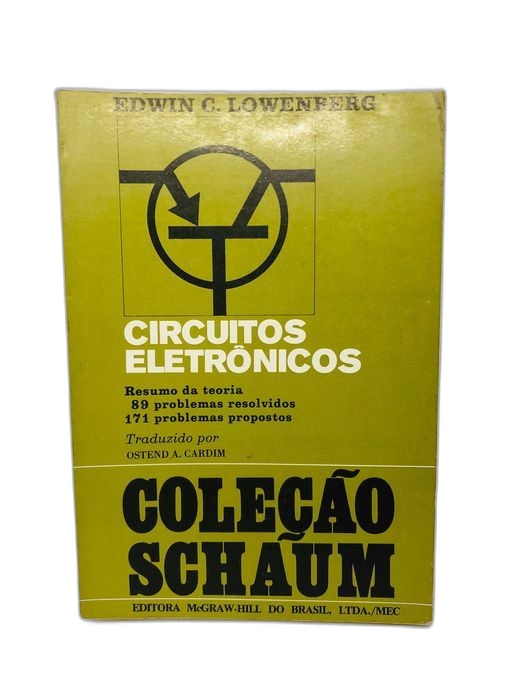 EDWIN C. LOWENBERG
CIRCUITOS
ELETRÔNICOS
Resumo da teoria
89 problemas resolvidos
171 problemas propostos
Traduzido por
OSTEND A. CARDIM
COLEÇÃO
SCHAUM
EDITORA McGRAW-HILL DO BRASIL, LTDA./MEC